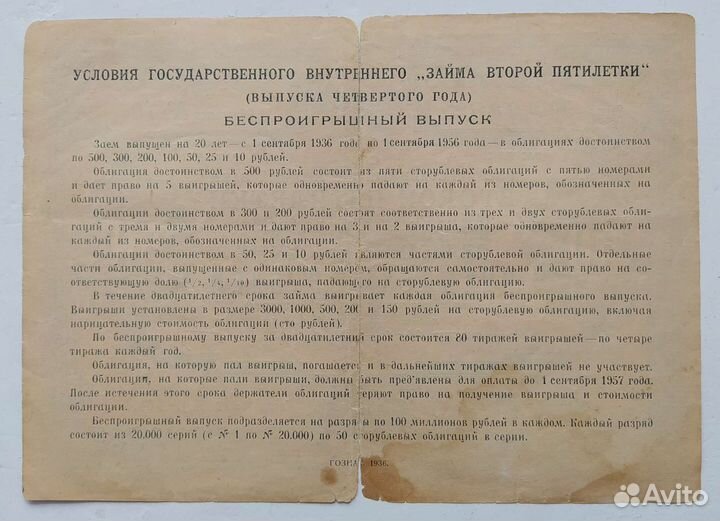 УСЛОВИЯ ГОСУДАРСТВЕННОГО ВНУТРЕННЕГО „ЗАЙМА ВТОРОЙ ПЯТИЛЕТКИ“
(ВЫПУСКА ЧЕТВЕРТОГО ГОДА)
БЕСПРОИГРЫШНЫЙ ВЫПУСК
Заем выпущен на 20 лет—с 1 сентября 1936 года по 1 сентября 1956 года—в облигациях достоинством
по 500, 300, 200, 100, 50, 25 и 10 рублей.
Облигация достоинством в 500 рублей состоит из пяти сторублевых облигаций с пятью номерами
и дает право на 5 выигрышей, которые одновременно падают на каждый из номеров, обозначенных на
облигации.
Облигации достоинством в 300 и 200 рублей состоят соответственно из трех и двух сторублевых обли-
гаций с тремя и двумя номерами и дают право на 3 и на 2 выигрыша, которые одновременно падают на
каждый из номеров, обозначенных на облигации.
Облигации достоинством в 50, 25 и 10 рублей являются частями сторублевой облигации. Отдельные
части облигации, выпущенные с одинаковым номером, обращаются самостоятельно и дают право на со-
ответствующую долю (1/2, 1/4, 1/10) выигрыша, падающего на сторублевую облигацию.
В течение двадцатилетнего срока займа выигрывает каждая облигация беспроигрышного выпуска.
Выигрыши установлены в размере 3000, 1000, 500, 200 и 150 рублей на сторублевую облигацию, включая
нарицательную стоимость облигации (сто рублей).
По беспроигрышному выпуску за двадцатилетний срок состоится 80 тиражей выигрышей—по четыре
тиража каждый год.
Облигация, на которую пал выигрыш, погашается и в дальнейших тиражах выигрышей не участвует.
Облигации, на которые пали выигрыши, должны быть пред'явлены для оплаты до 1 сентября 1957 года.
После истечения этого срока держатели облигаций теряют право на получение выигрыша и стоимости
облигации.
Беспроигрышный выпуск подразделяется на разряды по 100 миллионов рублей в каждом. Каждый разряд
состоит из 20.000 серий (с № 1 по № 20.000) по 50 сторублевых облигаций в серии.
ГОЗНАК. 1936.
Avito